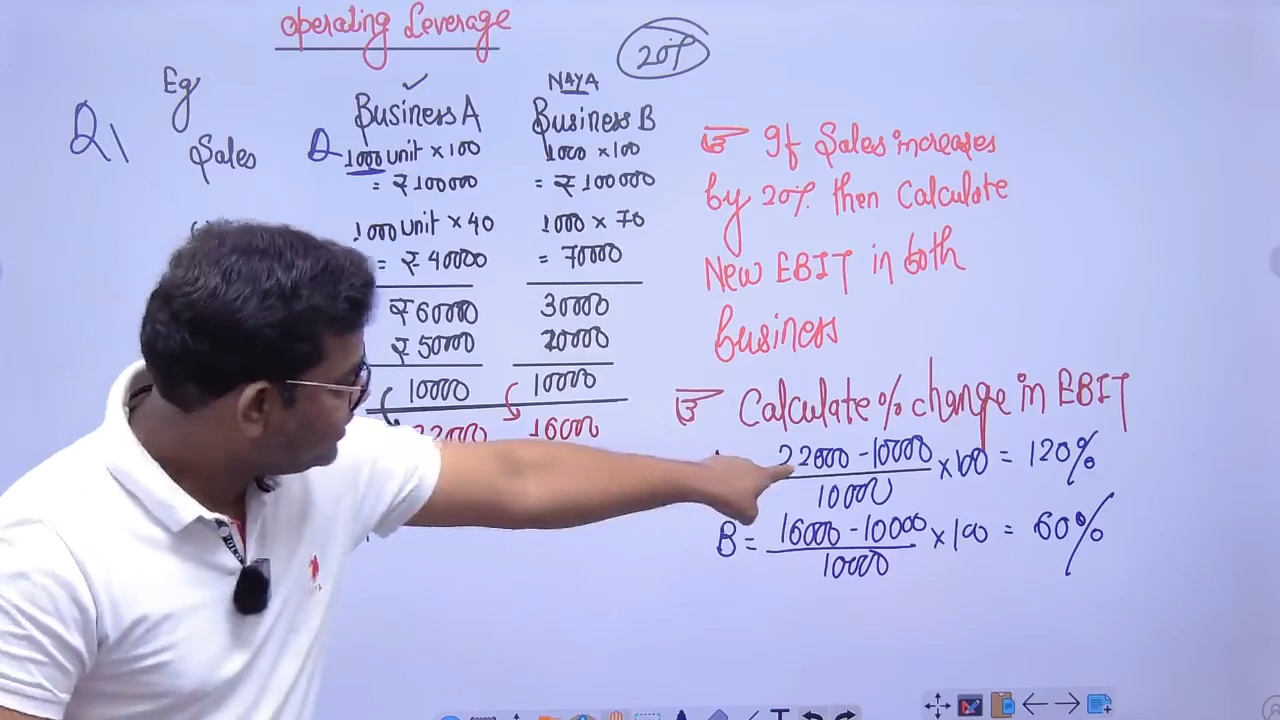 Operating Leverage
20%
Eg
NAYA
Q1
Business A Business B
Sales 1000 unit × 100 1000 × 100
= ₹100000 = ₹100000
1000 unit × 40 1000 × 70
= ₹40000 = 70000
₹60000 30000
₹50000 20000
10000 10000
22000 16000
If Sales increases
by 20% then Calculate
New EBIT in both
business
Calculate % change in EBIT
22000 - 10000 / 10000 × 100 = 120%
B = 16000 - 10000 / 10000 × 100 = 60%